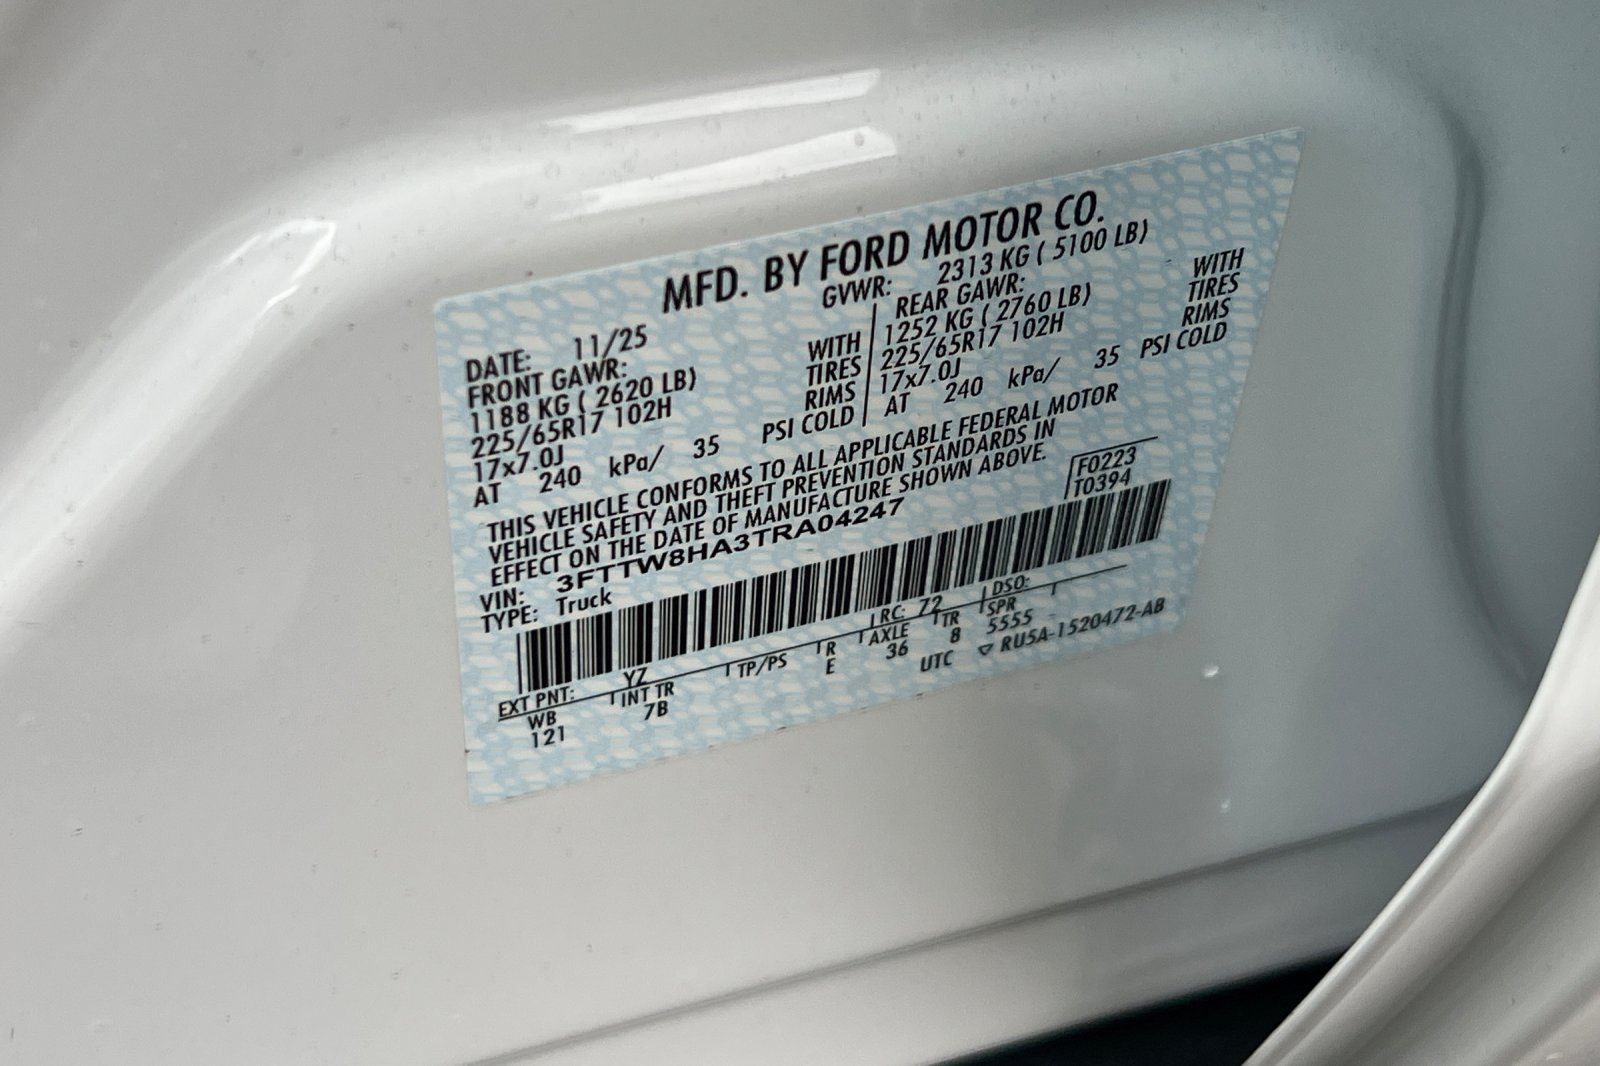 MFD. BY FORD MOTOR CO.
DATE: 11/25 GVWR: 2313 KG ( 5100 LB)
FRONT GAWR: REAR GAWR:
1188 KG ( 2620 LB) WITH 1252 KG ( 2760 LB) WITH
225/65R17 102H TIRES 225/65R17 102H TIRES
17x7.0J RIMS 17x7.0J RIMS
AT 240 kPa/ 35 PSI COLD AT 240 kPa/ 35 PSI COLD
THIS VEHICLE CONFORMS TO ALL APPLICABLE FEDERAL MOTOR
VEHICLE SAFETY AND THEFT PREVENTION STANDARDS IN
EFFECT ON THE DATE OF MANUFACTURE SHOWN ABOVE.
F0223
T0394
VIN: 3FTTW8HA3TRA04247
TYPE: Truck
EXT PNT: YZ RC: 72 DSO:
WB INT TR TP/PS R AXLE TR SPR
121 7B E 36 8 5555
UTC ▽ RU5A-1520472-AB